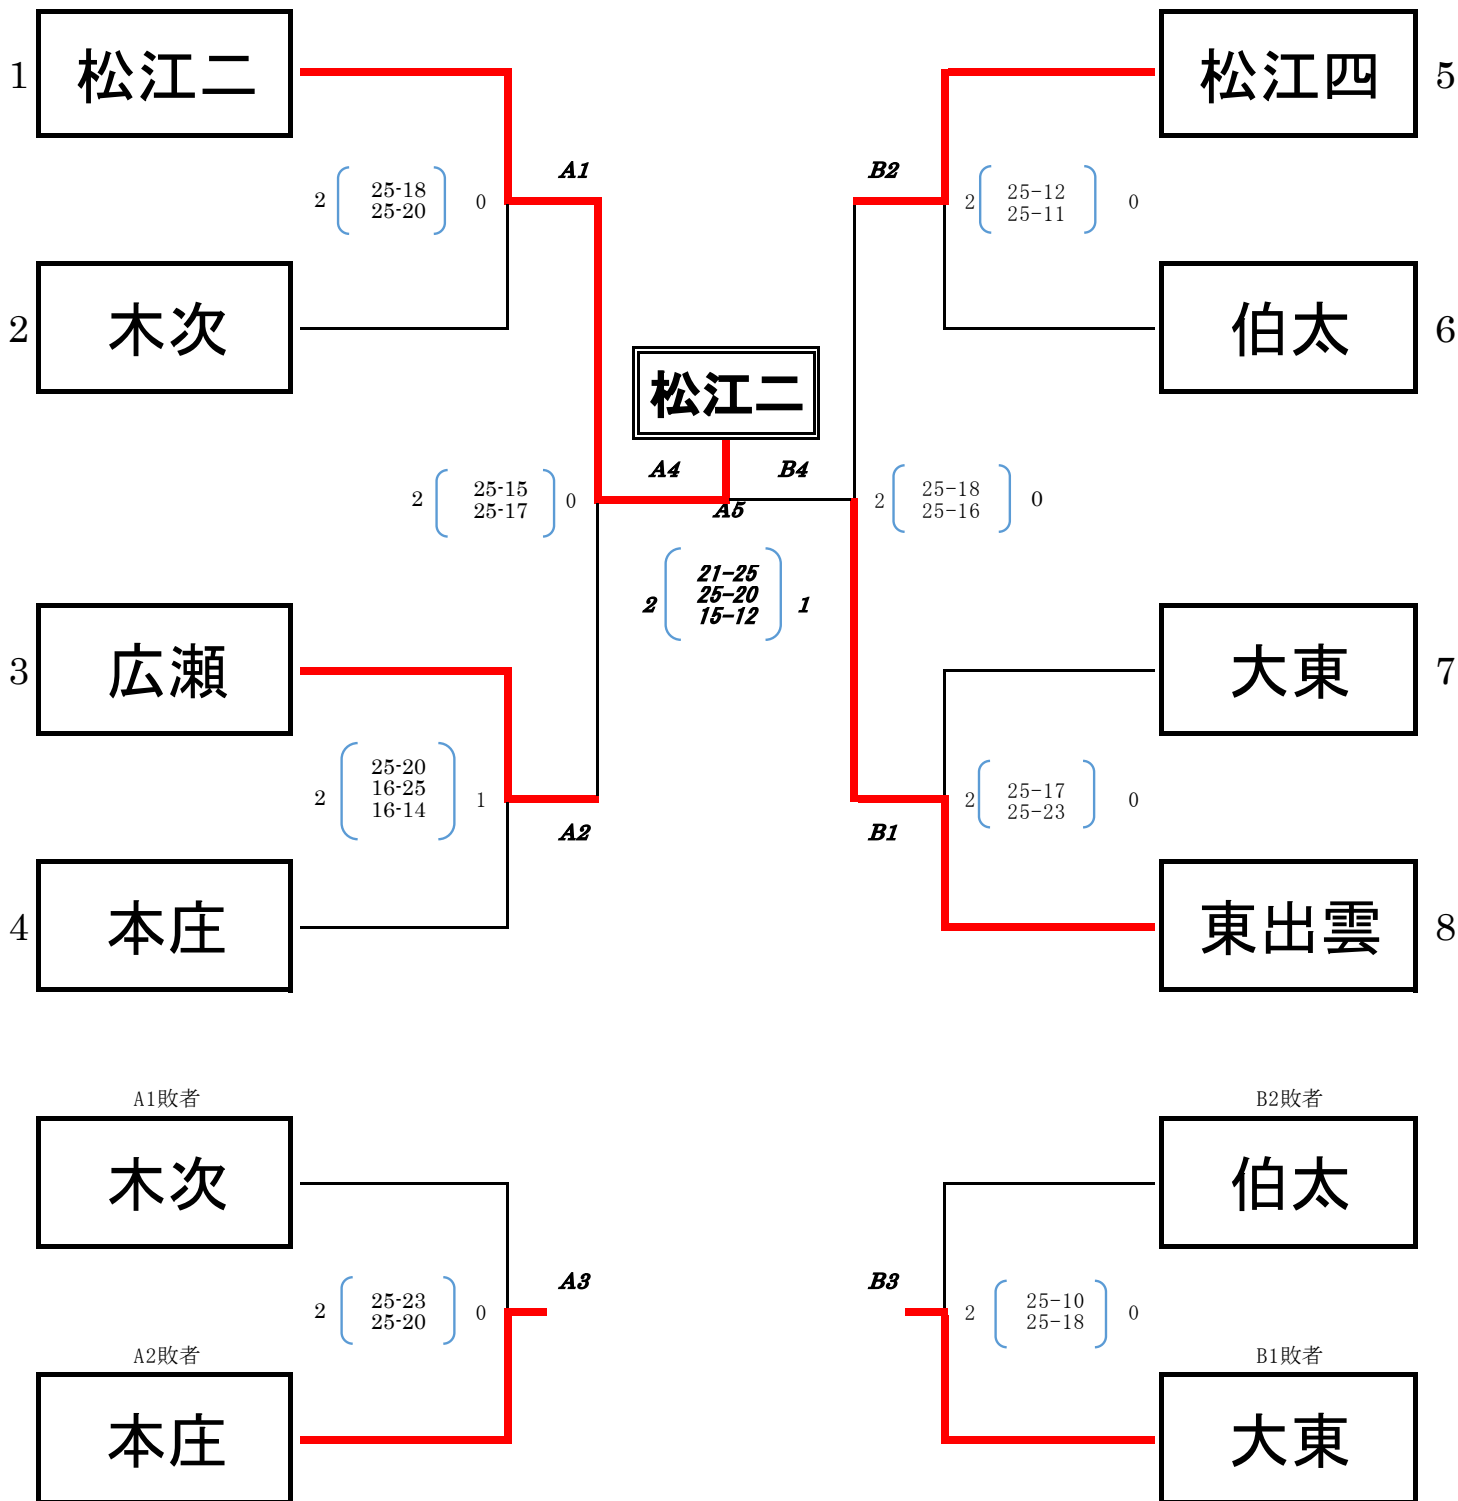 1 松江二
松江四 5
A1
B2
2 25-18 0
25-20
2 25-12 0
25-11
2 木次
伯太 6
松江二
A4
B4
2 25-15 0
25-17
2 25-18 0
25-16
A5
2 21-25 1
25-20
15-12
3 広瀬
大東 7
2 25-20 1
16-25
16-14
2 25-17 0
25-23
A2
B1
4 本庄
東出雲 8
A1敗者
木次
B2敗者
伯太
A3
B3
2 25-23 0
25-20
2 25-10 0
25-18
A2敗者
本庄
B1敗者
大東